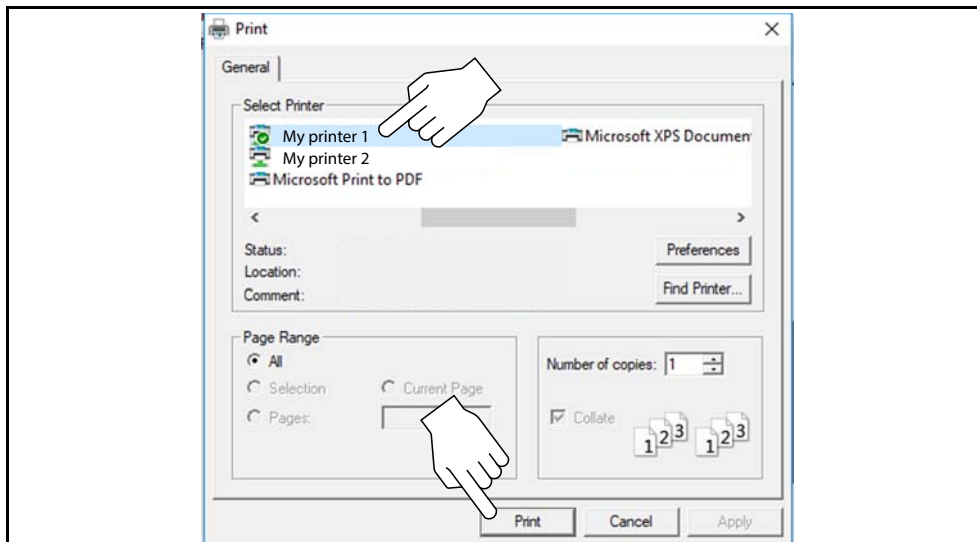 Print
General
Select Printer
My printer 1
Microsoft XPS Documen
My printer 2
Microsoft Print to PDF
Status:
Preferences
Location:
Find Printer...
Comment:
Page Range
All
Number of copies: 1
Selection
Current Page
Pages:
Collate
1 2 3 1 2 3
Print
Cancel
Apply